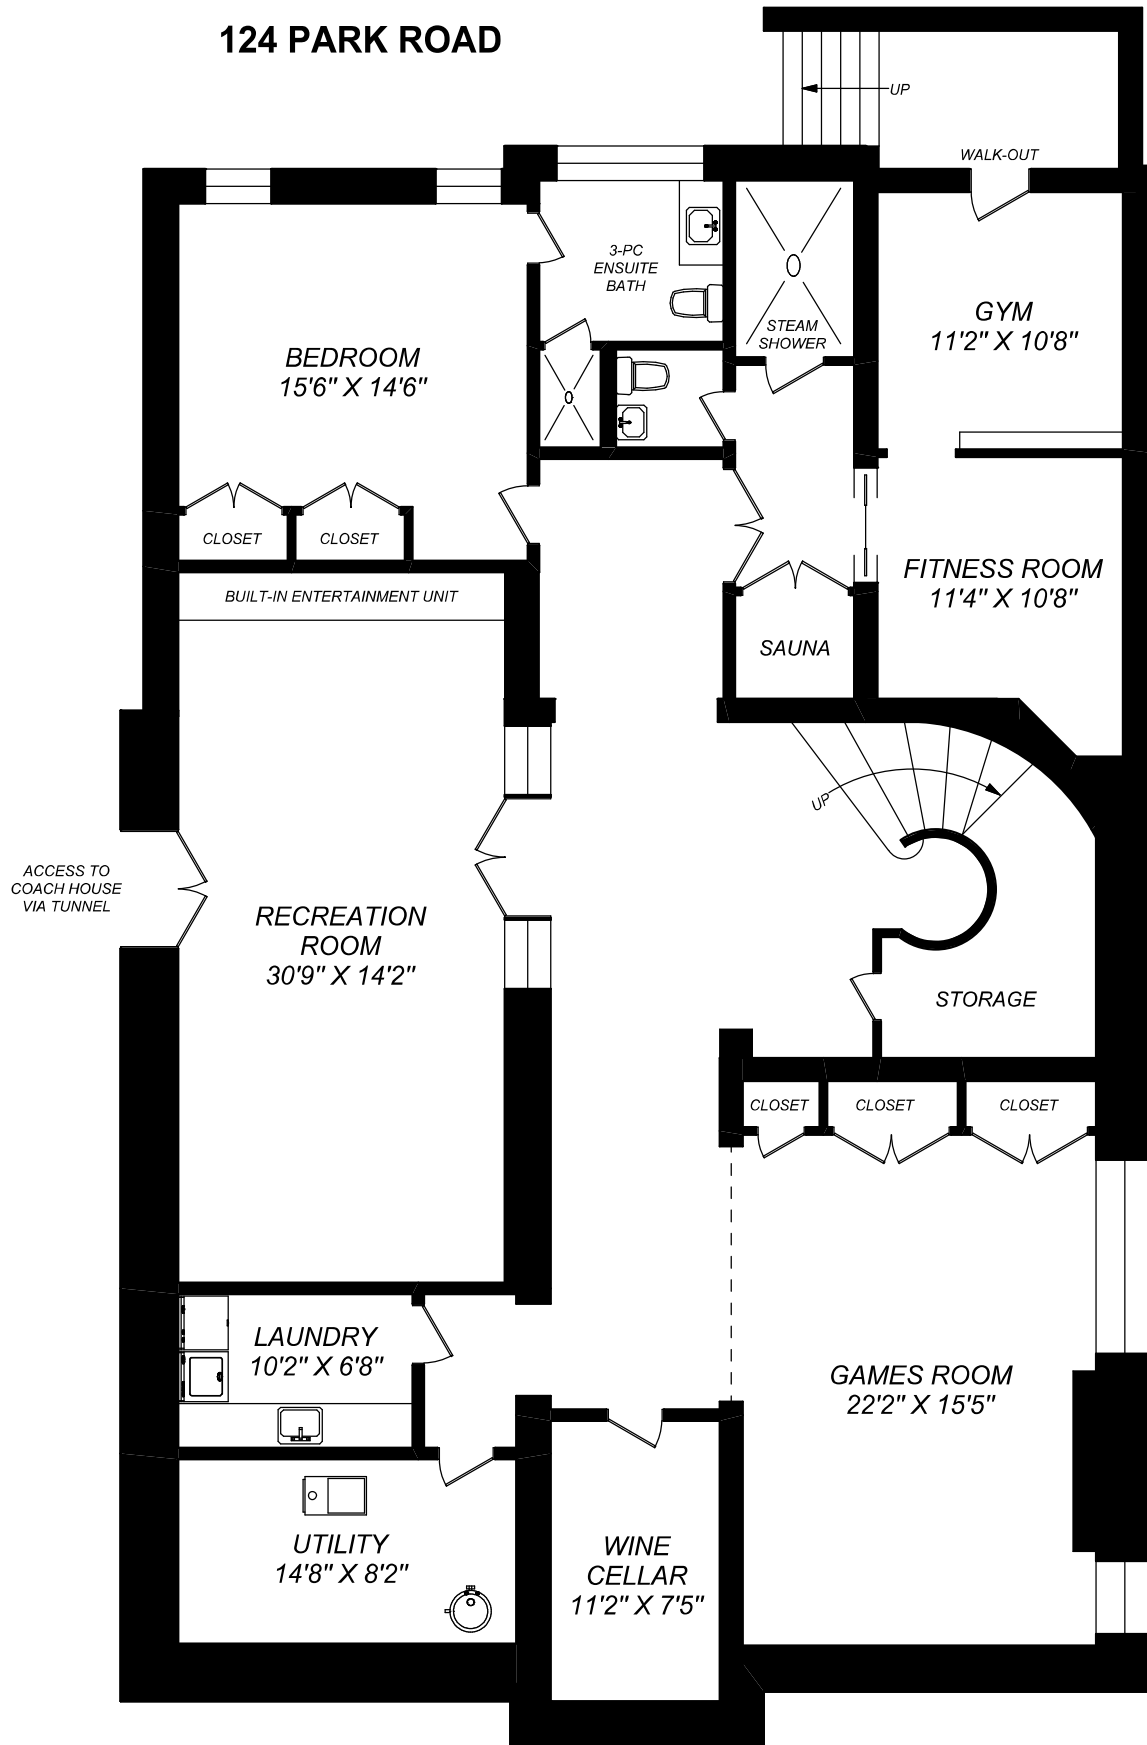 124 PARK ROAD
UP
WALK-OUT
3-PC
ENSUITE
BATH
STEAM
SHOWER
GYM
11'2" X 10'8"
BEDROOM
15'6" X 14'6"
CLOSET
CLOSET
FITNESS ROOM
11'4" X 10'8"
BUILT-IN ENTERTAINMENT UNIT
SAUNA
UP
ACCESS TO
COACH HOUSE
VIA TUNNEL
RECREATION
ROOM
30'9" X 14'2"
STORAGE
CLOSET
CLOSET
CLOSET
LAUNDRY
10'2" X 6'8"
GAMES ROOM
22'2" X 15'5"
UTILITY
14'8" X 8'2"
WINE
CELLAR
11'2" X 7'5"